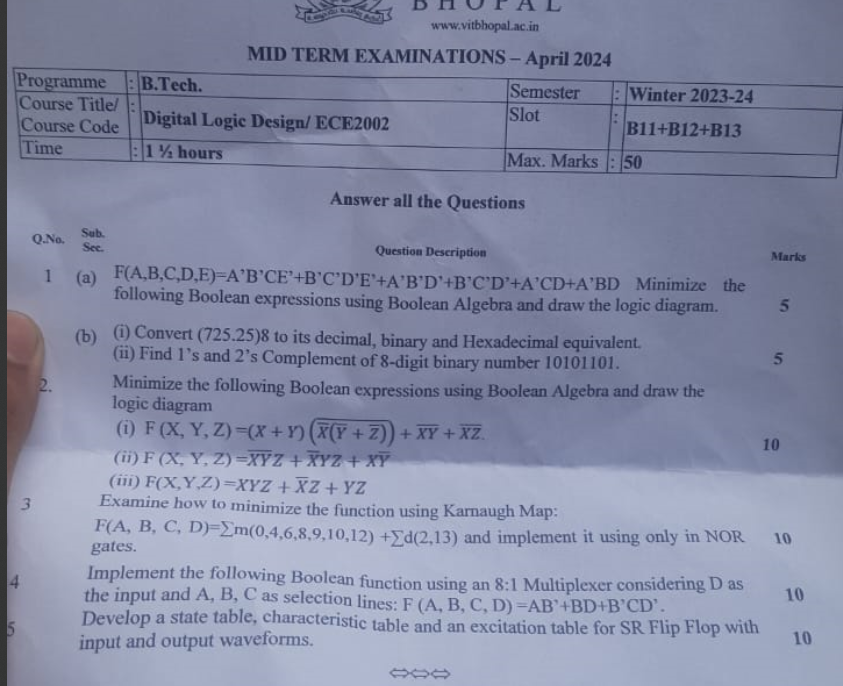 BHOPAL
www.vitbhopal.ac.in
MID TERM EXAMINATIONS – April 2024
Programme : B.Tech. Semester : Winter 2023-24
Course Title/ Course Code : Digital Logic Design/ ECE2002 Slot : B11+B12+B13
Time : 1 ½ hours Max. Marks : 50
Answer all the Questions
Q.No. Sub. Sec. Question Description Marks
1 (a) F(A,B,C,D,E)=A’B’CE’+B’C’D’E’+A’B’D’+B’C’D’+A’CD+A’BD Minimize the
following Boolean expressions using Boolean Algebra and draw the logic diagram. 5
(b) (i) Convert (725.25)8 to its decimal, binary and Hexadecimal equivalent.
(ii) Find 1’s and 2’s Complement of 8-digit binary number 10101101. 5
2. Minimize the following Boolean expressions using Boolean Algebra and draw the
logic diagram
(i) F (X, Y, Z) =(X + Y) (\overline{\overline{X}(\overline{Y} + \overline{Z})}) + \overline{XY} + \overline{XZ}. 10
(ii) F (X, Y, Z) =\overline{XY}Z + \overline{X}YZ + X\overline{Y}
(iii) F(X,Y,Z) =XYZ + \overline{X}Z + YZ
3 Examine how to minimize the function using Karnaugh Map:
F(A, B, C, D)=∑m(0,4,6,8,9,10,12) +∑d(2,13) and implement it using only in NOR 10
gates.
4 Implement the following Boolean function using an 8:1 Multiplexer considering D as
the input and A, B, C as selection lines: F (A, B, C, D) =AB’+BD+B’CD’. 10
5 Develop a state table, characteristic table and an excitation table for SR Flip Flop with
input and output waveforms. 10
⇔⇔⇔